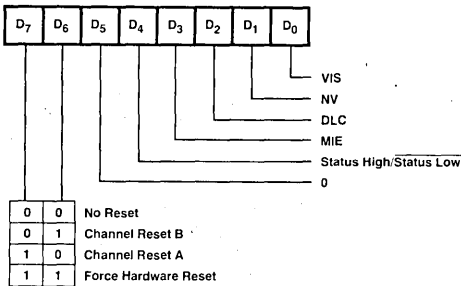 D7 D6 D5 D4 D3 D2 D1 D0
VIS
NV
DLC
MIE
Status High/Status Low
0
0 0 No Reset
0 1 Channel Reset B
1 0 Channel Reset A
1 1 Force Hardware Reset